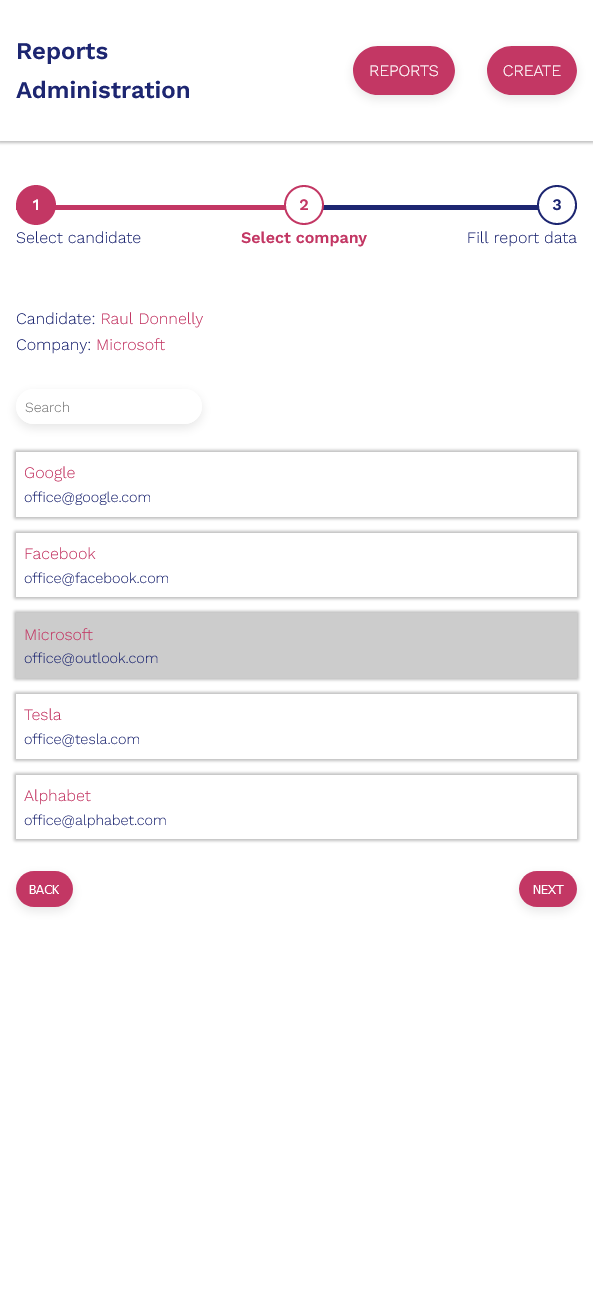 Reports
Administration
REPORTS
CREATE
1
2
3
Select candidate
Select company
Fill report data
Candidate: Raul Donnelly
Company: Microsoft
Search
Google
office@google.com
Facebook
office@facebook.com
Microsoft
office@outlook.com
Tesla
office@tesla.com
Alphabet
office@alphabet.com
BACK
NEXT